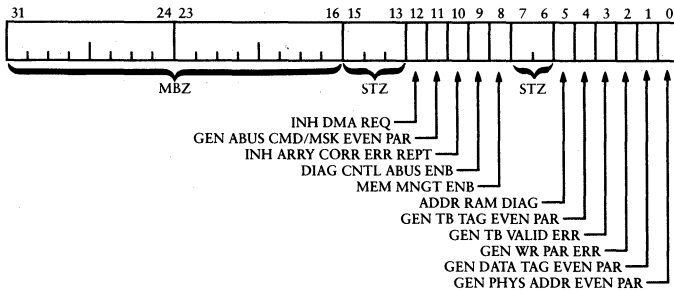 31 24 23 16 15 13 12 11 10 9 8 7 6 5 4 3 2 1 0
MBZ STZ STZ
INH DMA REQ
GEN ABUS CMD/MSK EVEN PAR
INH ARRY CORR ERR REPT
DIAG CNTL ABUS ENB
MEM MNGT ENB
ADDR RAM DIAG
GEN TB TAG EVEN PAR
GEN TB VALID ERR
GEN WR PAR ERR
GEN DATA TAG EVEN PAR
GEN PHYS ADDR EVEN PAR